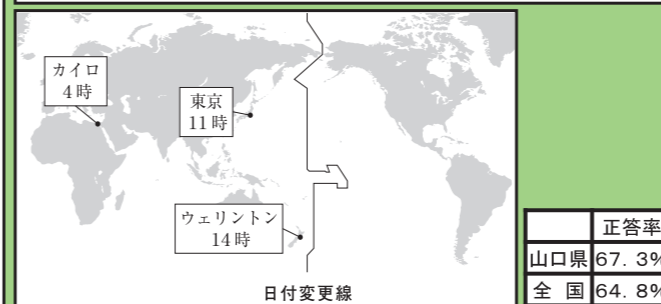 カイロ
4時
東京
11時
ウェリントン
14時
日付変更線
正答率
山口県 67. 3%
全 国 64. 8%